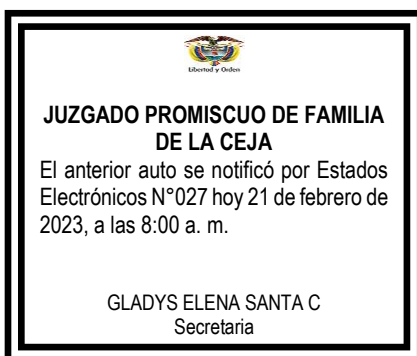 Libertad y Orden
JUZGADO PROMISCUO DE FAMILIA
DE LA CEJA
El anterior auto se notificó por Estados
Electrónicos N°027 hoy 21 de febrero de
2023, a las 8:00 a. m.
GLADYS ELENA SANTA C
Secretaria